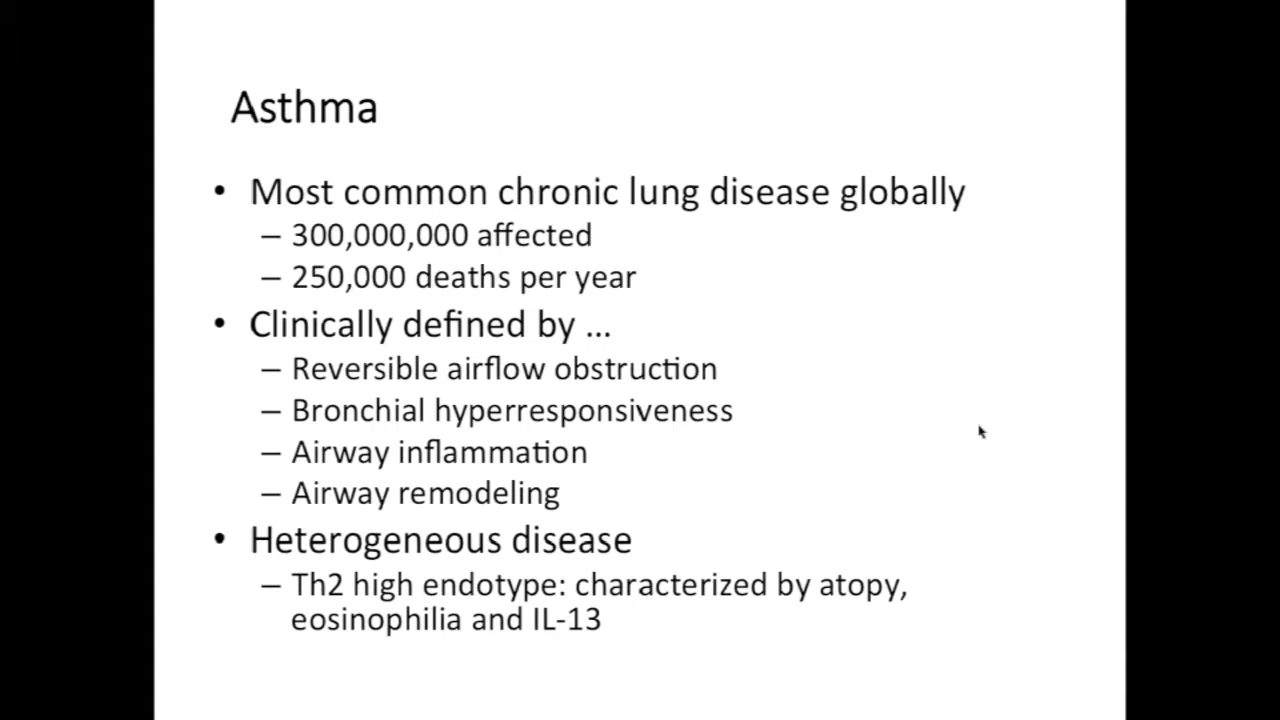 Asthma
• Most common chronic lung disease globally
– 300,000,000 affected
– 250,000 deaths per year
• Clinically defined by ...
– Reversible airflow obstruction
– Bronchial hyperresponsiveness
– Airway inflammation
– Airway remodeling
• Heterogeneous disease
– Th2 high endotype: characterized by atopy,
eosinophilia and IL-13